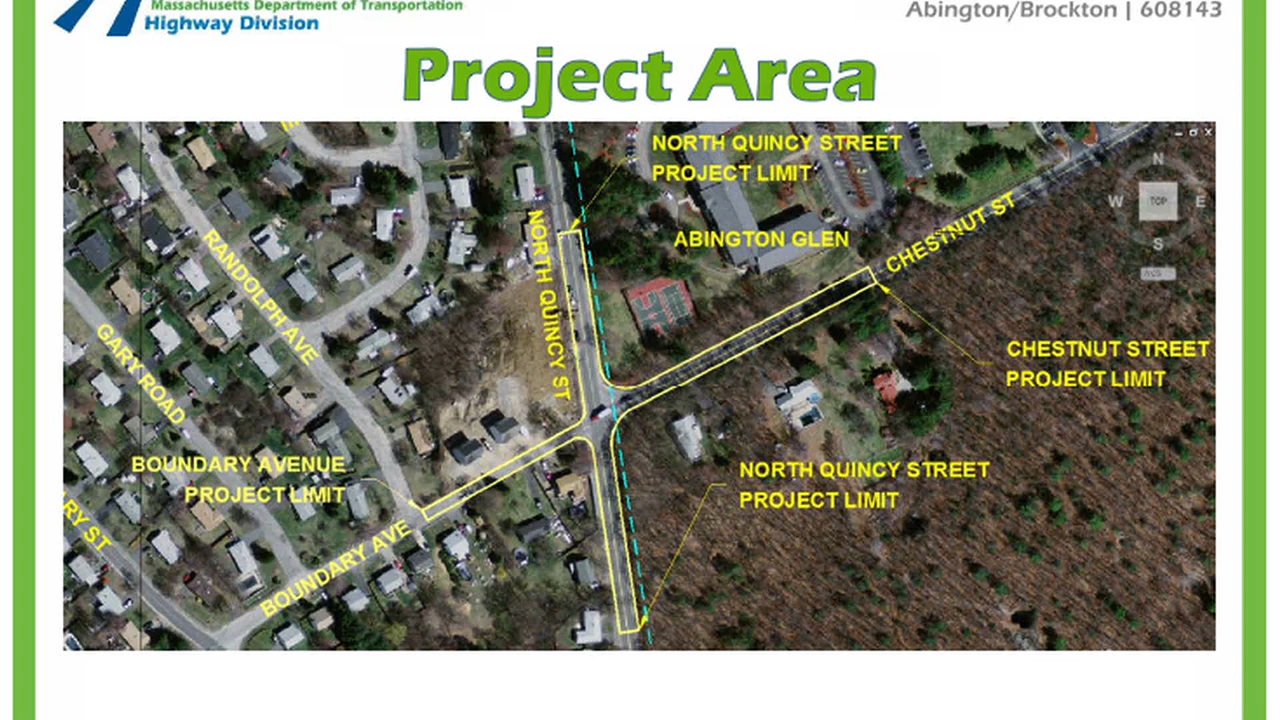 Massachusetts Department of Transportation
Highway Division
Abington/Brockton | 608143
Project Area
NORTH QUINCY STREET
PROJECT LIMIT
N
W
TOP
E
S
ABINGTON GLEN
CHESTNUT ST
NORTH QUINCY ST
RANDOLPH AVE
GARY ROAD
CHESTNUT STREET
PROJECT LIMIT
BOUNDARY AVENUE
PROJECT LIMIT
NORTH QUINCY STREET
PROJECT LIMIT
ARY ST
BOUNDARY AVE